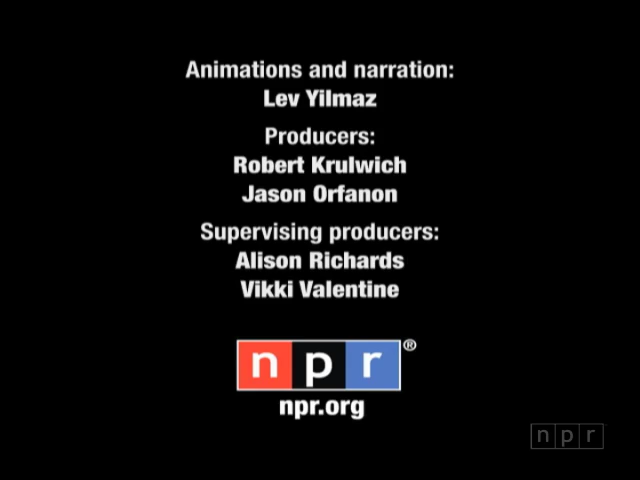 Animations and narration:
Lev Yilmaz
Producers:
Robert Krulwich
Jason Orfanon
Supervising producers:
Alison Richards
Vikki Valentine
npr®
npr.org
npr